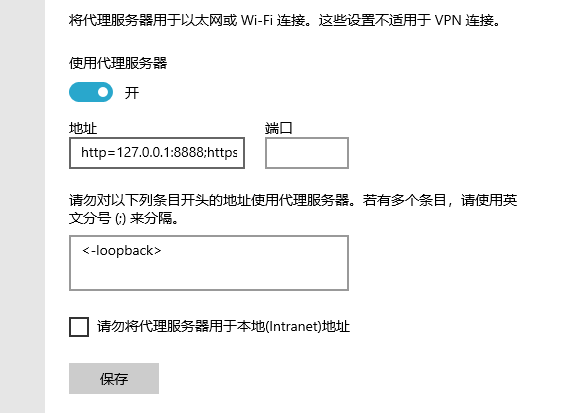 将代理服务器用于以太网或 Wi-Fi 连接。这些设置不适用于 VPN 连接。
使用代理服务器
开
地址 端口
http=127.0.0.1:8888;https
请勿对以下列条目开头的地址使用代理服务器。若有多个条目，请使用英
文分号 (;) 来分隔。
<-loopback>
请勿将代理服务器用于本地(Intranet)地址
保存